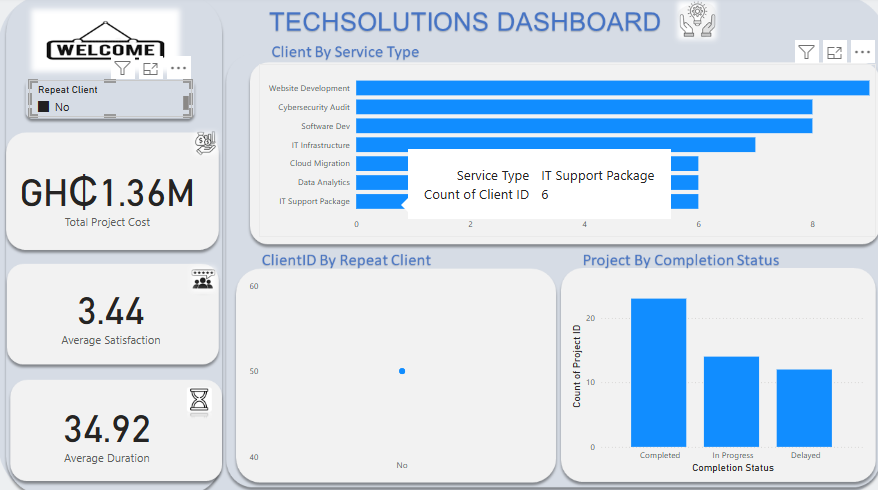 TECHSOLUTIONS DASHBOARD
WELCOME
Repeat Client
No
GH₵1.36M
Total Project Cost
3.44
Average Satisfaction
34.92
Average Duration
Client By Service Type
Website Development
Cybersecurity Audit
Software Dev
IT Infrastructure
Cloud Migration
Data Analytics
IT Support Package
0 2 4 6 8
Service Type IT Support Package
Count of Client ID 6
ClientID By Repeat Client
60
50
40
No
Project By Completion Status
Count of Project ID
20
10
0
Completed In Progress Delayed
Completion Status